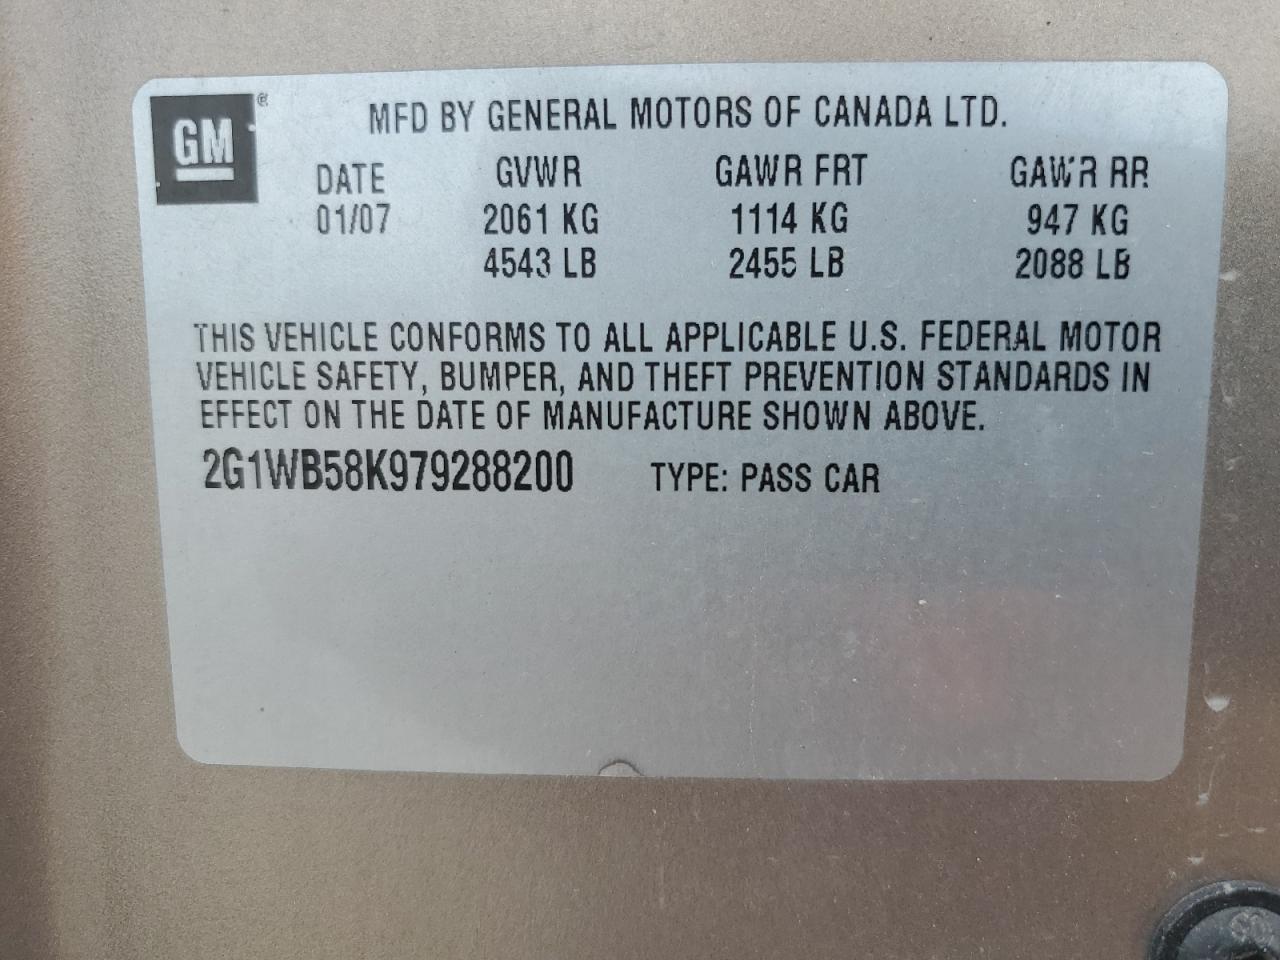 GM ®
MFD BY GENERAL MOTORS OF CANADA LTD.
DATE GVWR GAWR FRT GAWR RR
01/07 2061 KG 1114 KG 947 KG
4543 LB 2455 LB 2088 LB
THIS VEHICLE CONFORMS TO ALL APPLICABLE U.S. FEDERAL MOTOR
VEHICLE SAFETY, BUMPER, AND THEFT PREVENTION STANDARDS IN
EFFECT ON THE DATE OF MANUFACTURE SHOWN ABOVE.
2G1WB58K979288200 TYPE: PASS CAR